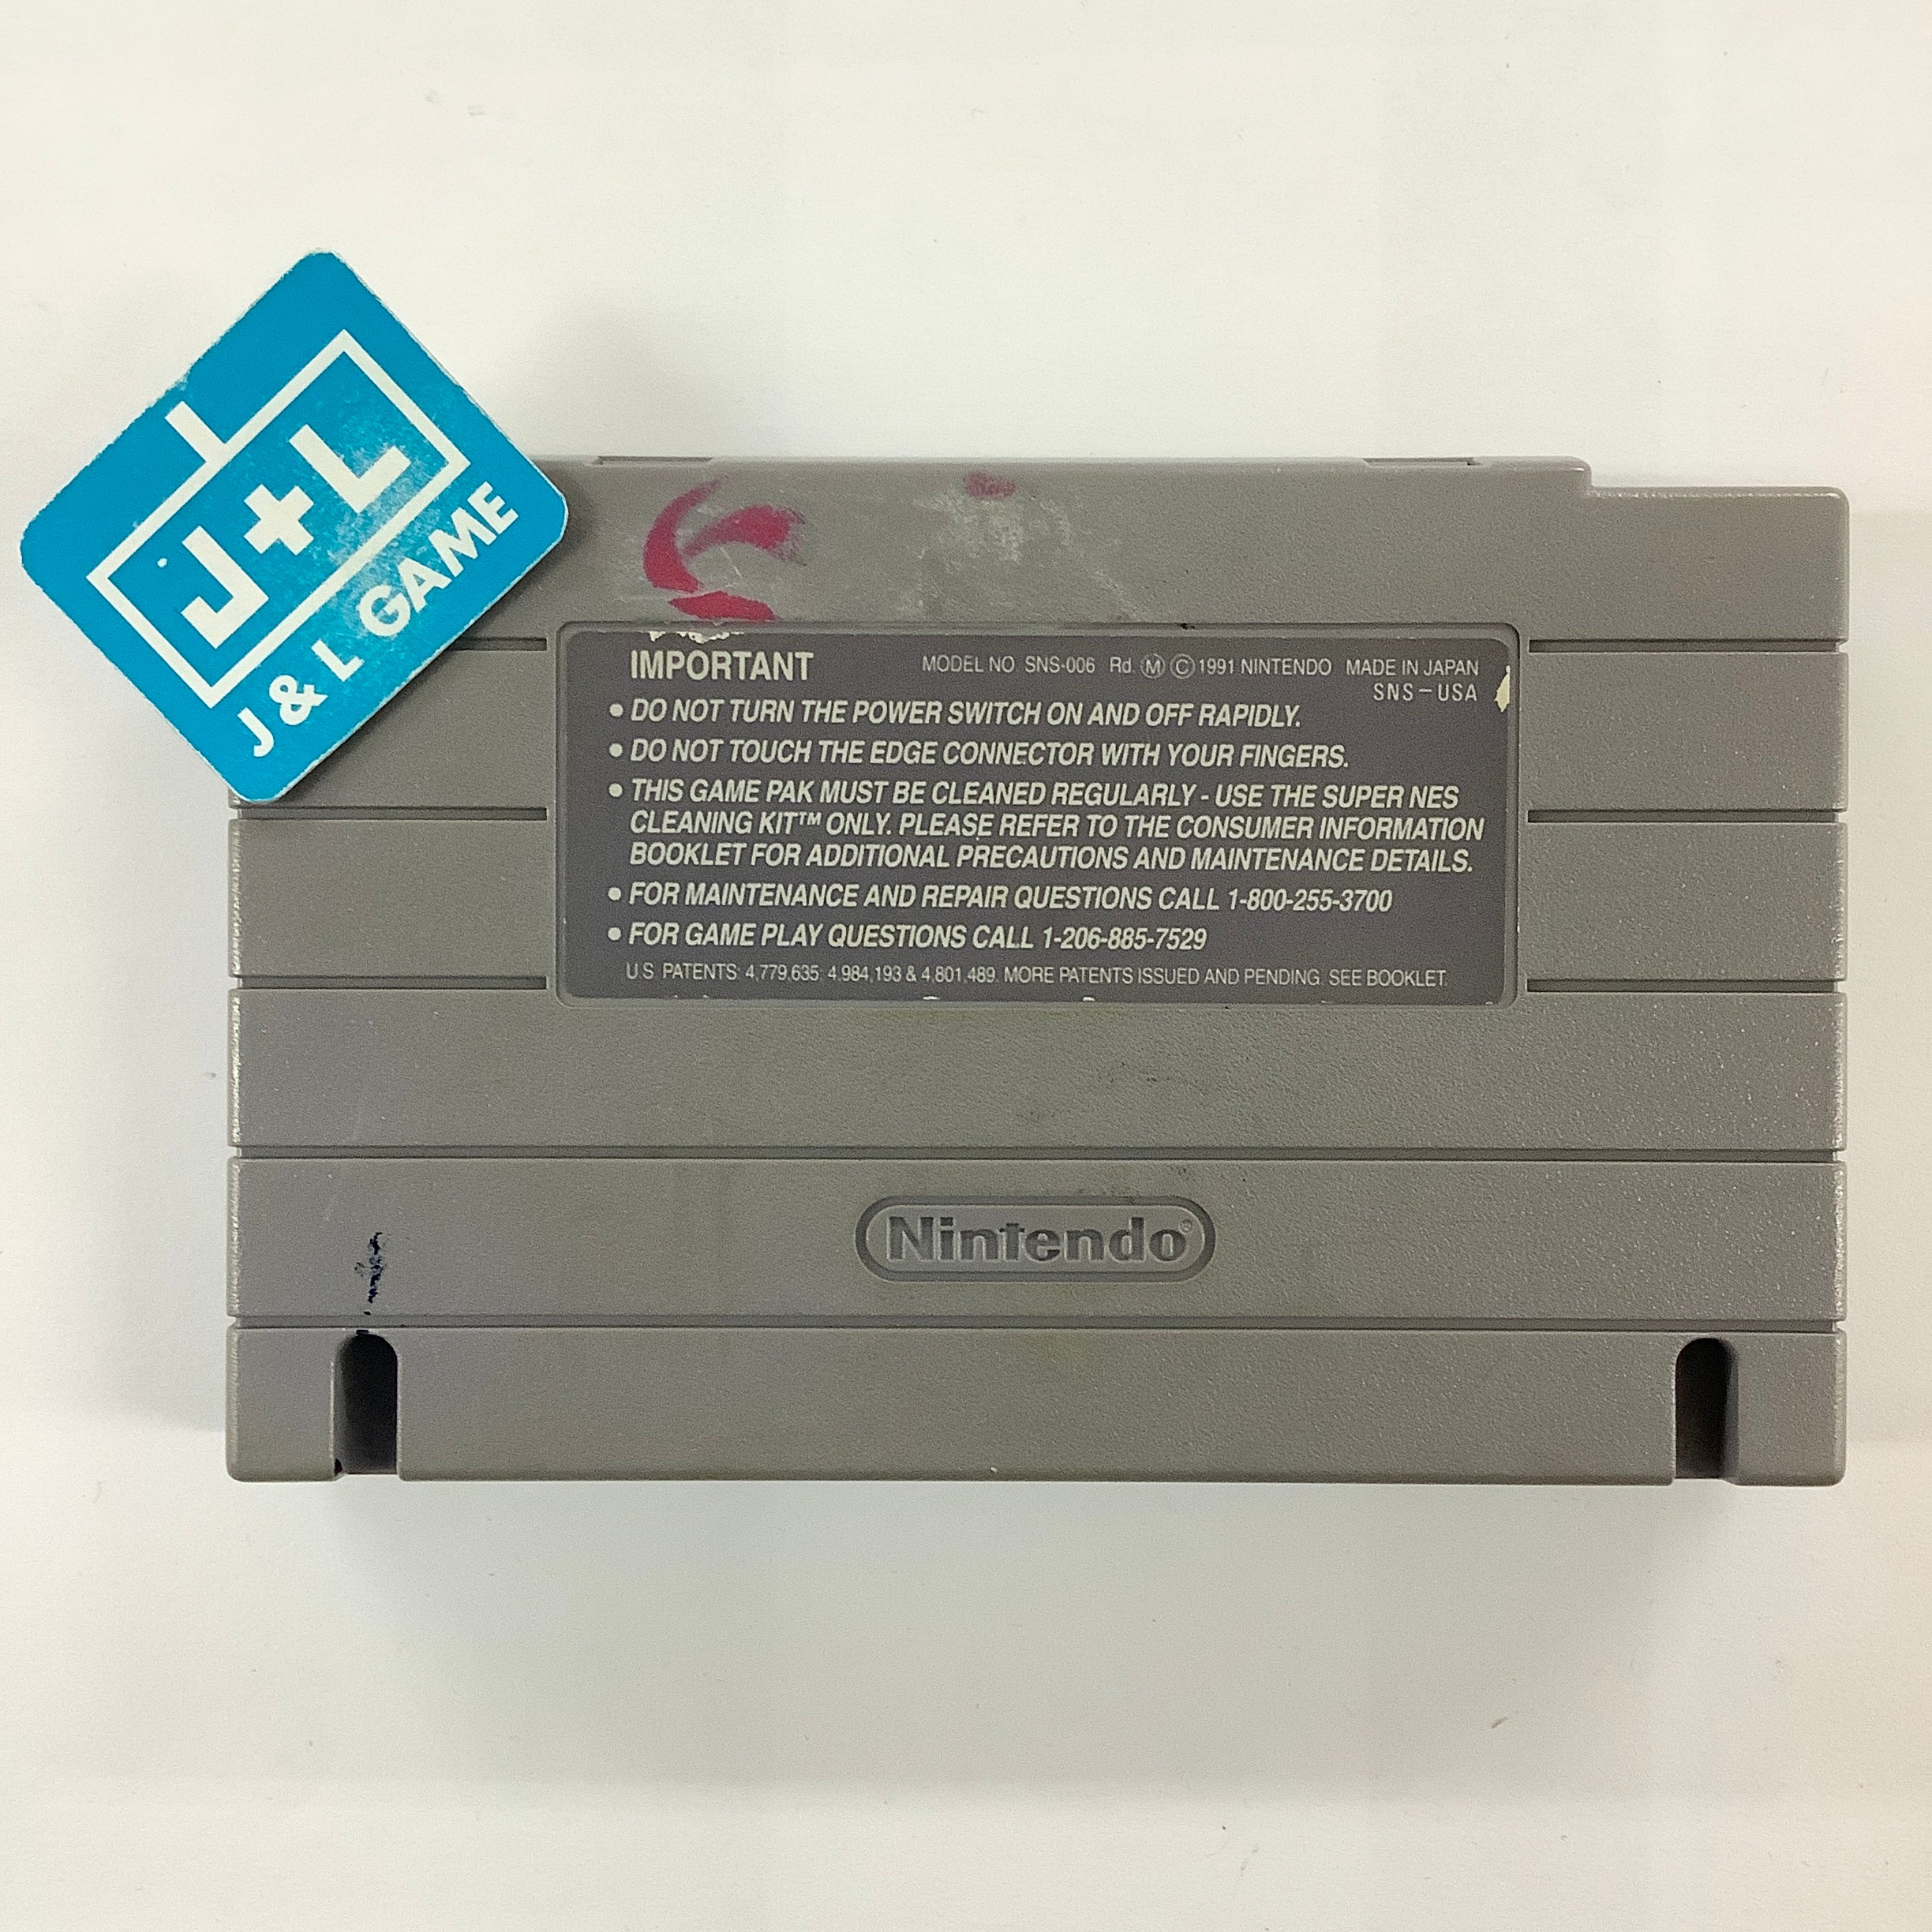 J+L
J & L GAME
IMPORTANT MODEL NO SNS-006 Rd. Ⓜ Ⓒ 1991 NINTENDO MADE IN JAPAN
SNS-USA
• DO NOT TURN THE POWER SWITCH ON AND OFF RAPIDLY.
• DO NOT TOUCH THE EDGE CONNECTOR WITH YOUR FINGERS.
• THIS GAME PAK MUST BE CLEANED REGULARLY - USE THE SUPER NES
CLEANING KIT™ ONLY. PLEASE REFER TO THE CONSUMER INFORMATION
BOOKLET FOR ADDITIONAL PRECAUTIONS AND MAINTENANCE DETAILS.
• FOR MAINTENANCE AND REPAIR QUESTIONS CALL 1-800-255-3700
• FOR GAME PLAY QUESTIONS CALL 1-206-885-7529
U.S. PATENTS: 4,779,635; 4,984,193 & 4,801,489. MORE PATENTS ISSUED AND PENDING. SEE BOOKLET.
Nintendo®